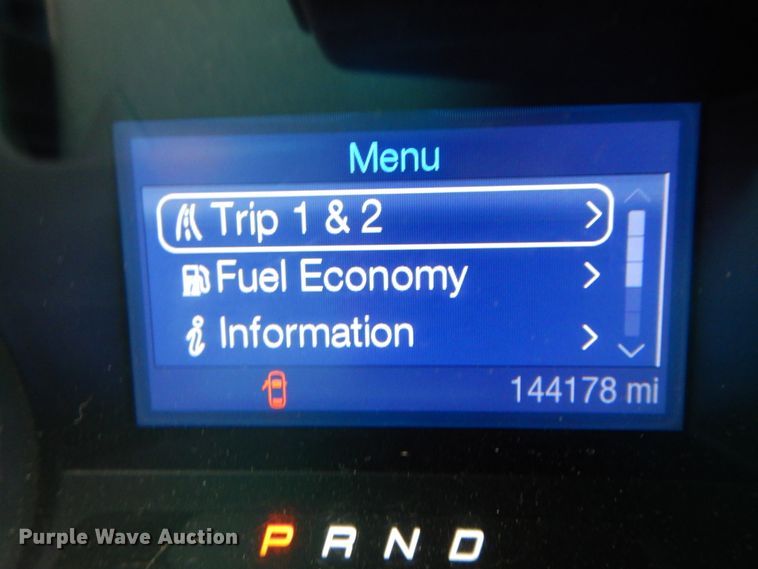 Menu
Trip 1 & 2
Fuel Economy
Information
144178 mi
P R N D
Purple Wave Auction